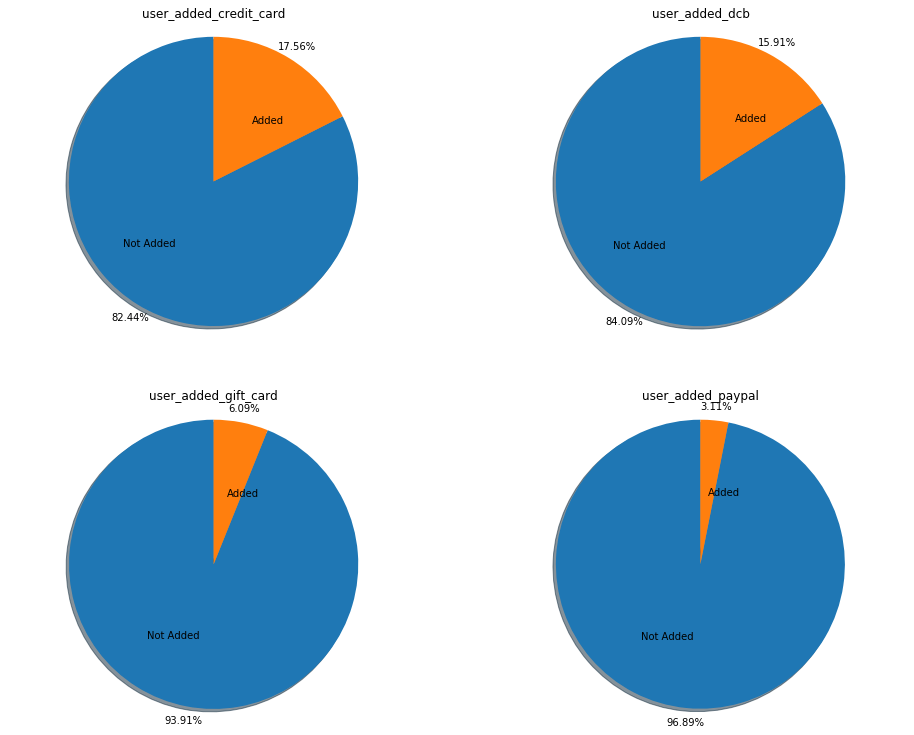 user_added_credit_card
17.56%
Added
Not Added
82.44%
user_added_dcb
15.91%
Added
Not Added
84.09%
user_added_gift_card
6.09%
Added
Not Added
93.91%
user_added_paypal
3.11%
Added
Not Added
96.89%